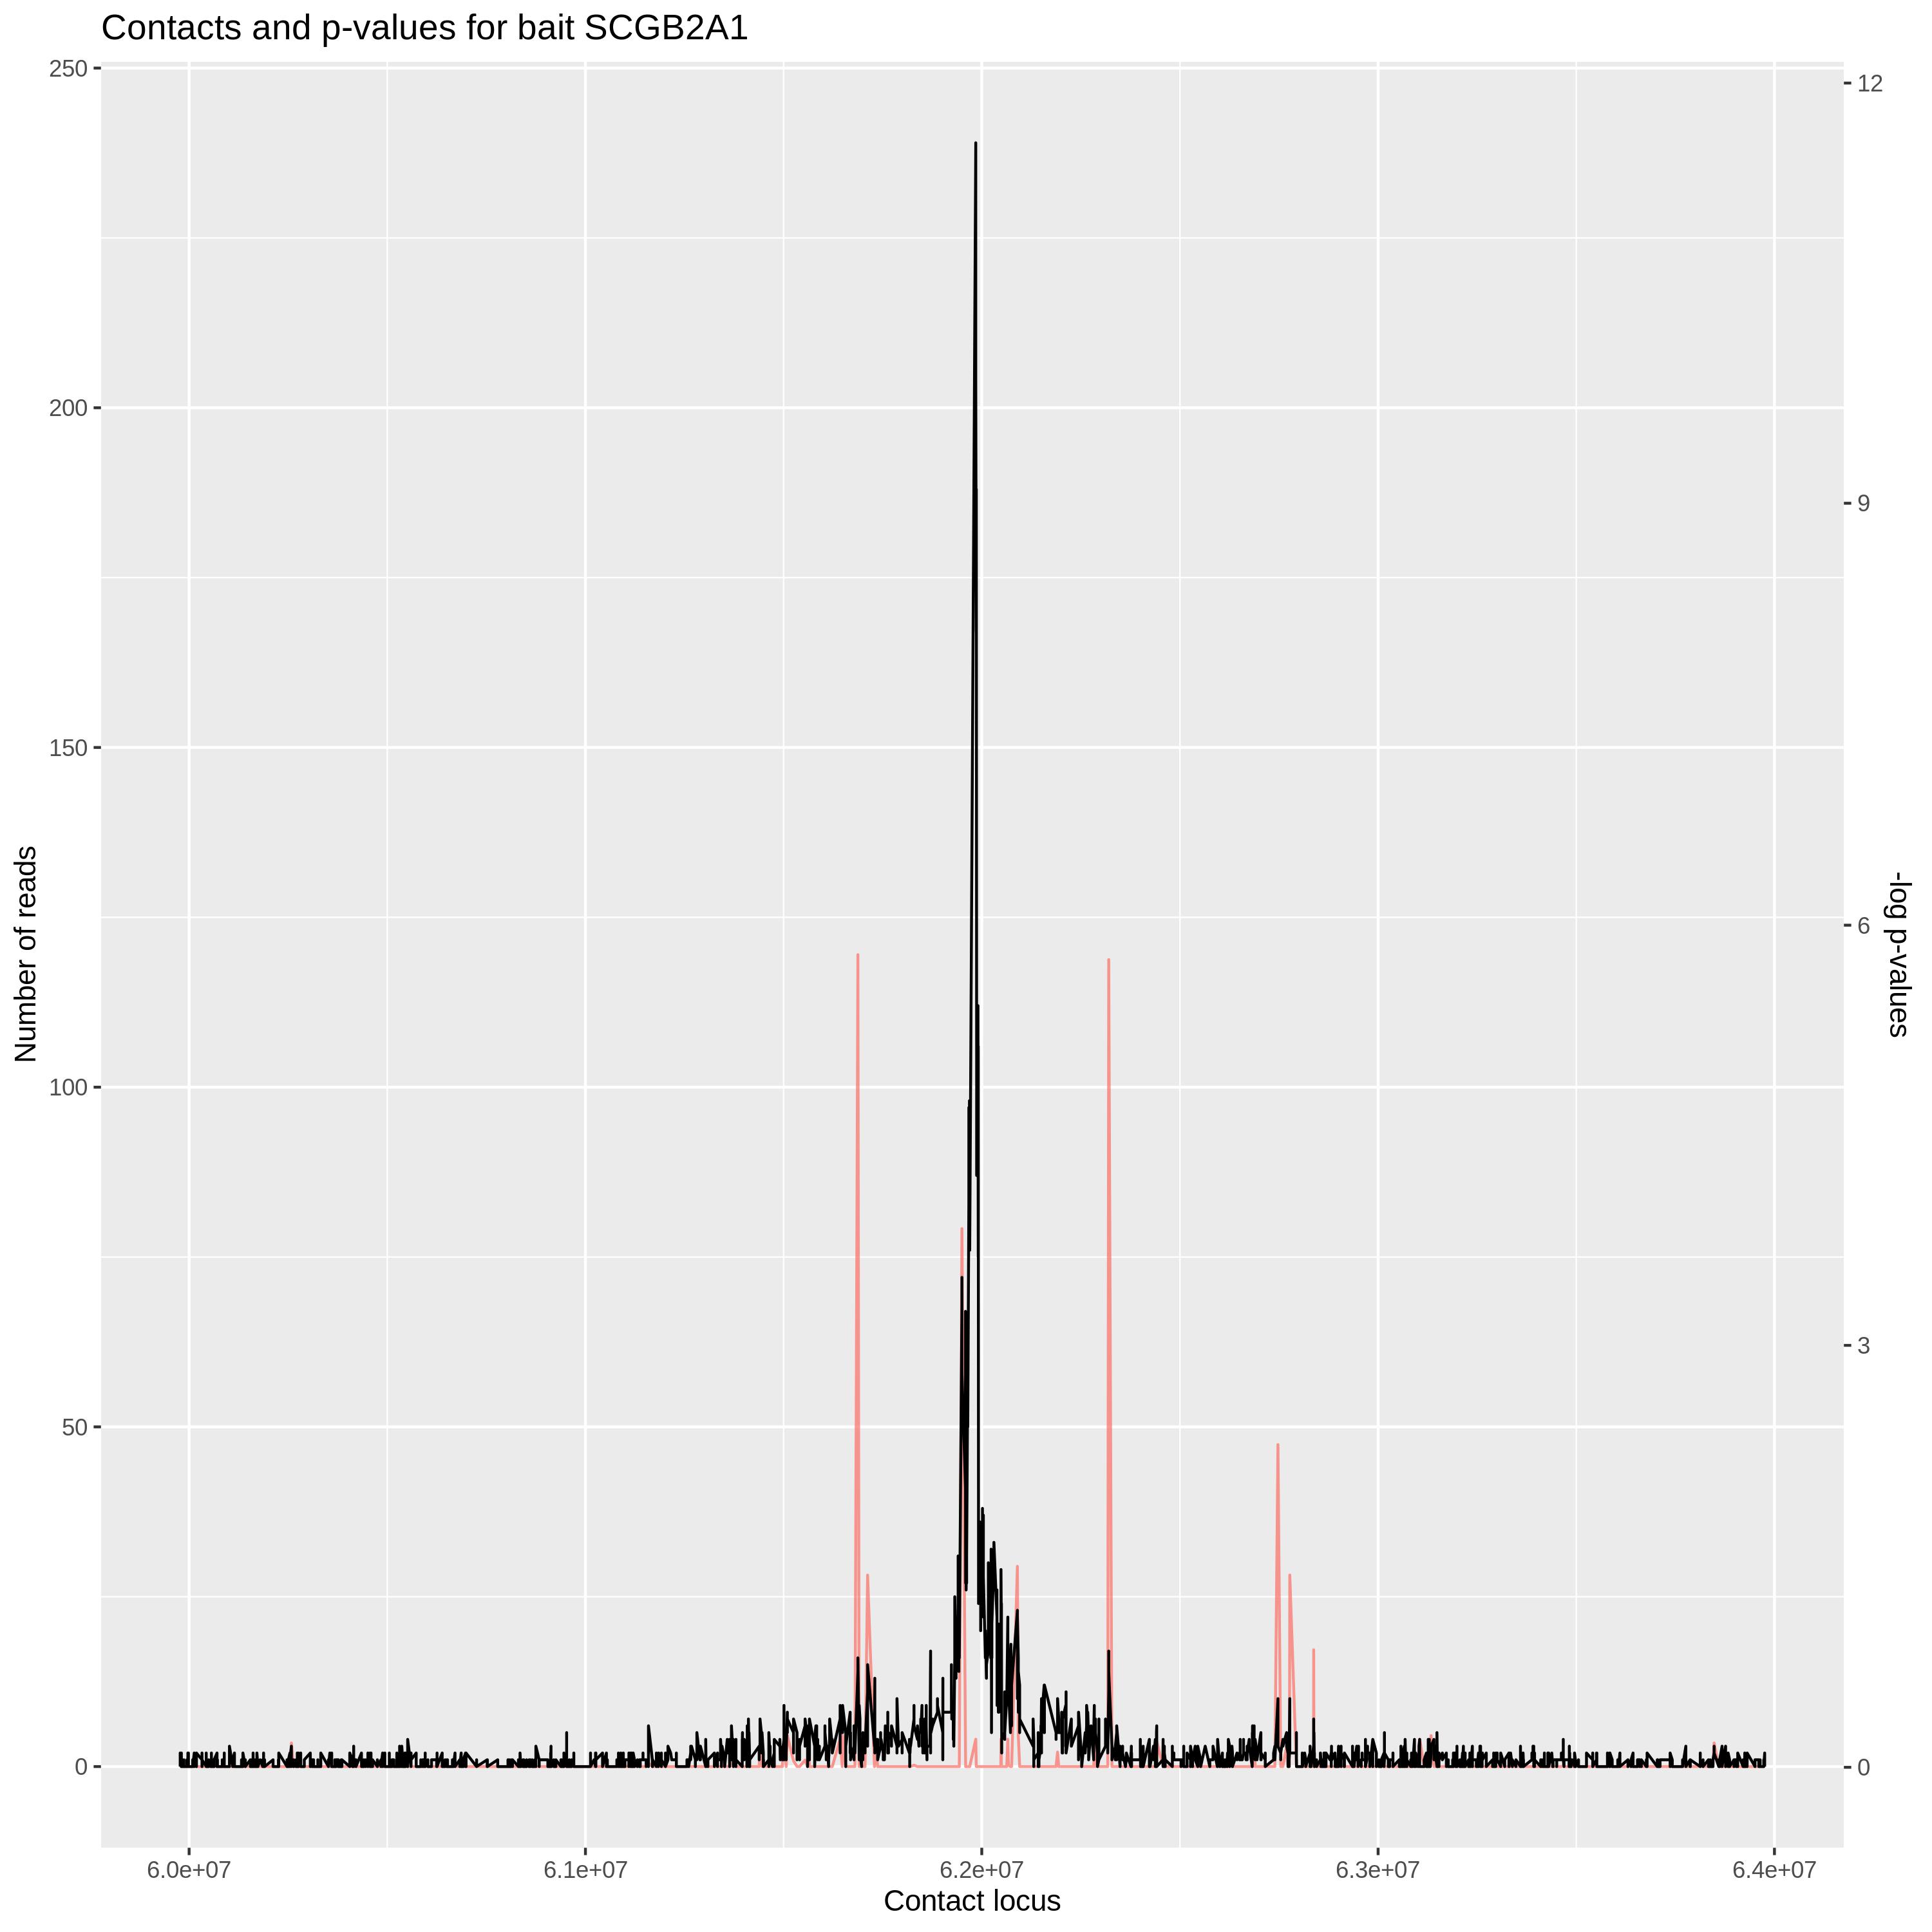 Contacts and p-values for bait SCGB2A1
250
200
150
100
50
0
Number of reads
12
9
6
3
0
-log p-values
6.0e+07
6.1e+07
6.2e+07
6.3e+07
6.4e+07
Contact locus